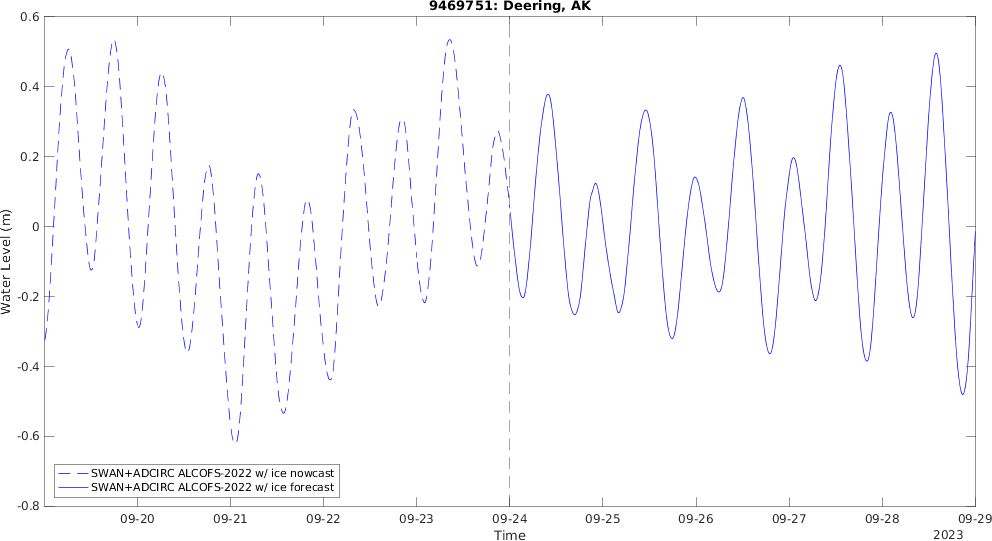 9469751: Deering, AK
0.6
0.4
0.2
0
-0.2
-0.4
-0.6
-0.8
Water Level (m)
SWAN+ADCIRC ALCOFS-2022 w/ ice nowcast
SWAN+ADCIRC ALCOFS-2022 w/ ice forecast
09-20 09-21 09-22 09-23 09-24 09-25 09-26 09-27 09-28 09-29
Time
2023